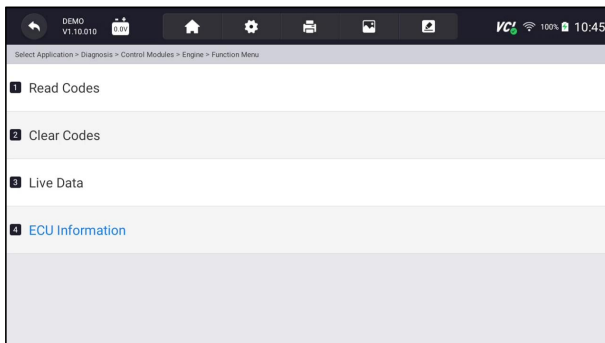 DEMO
V1.10.010
0.0V
VCI
100%
10:45
Select Application > Diagnosis > Control Modules > Engine > Function Menu
1 Read Codes
2 Clear Codes
3 Live Data
4 ECU Information